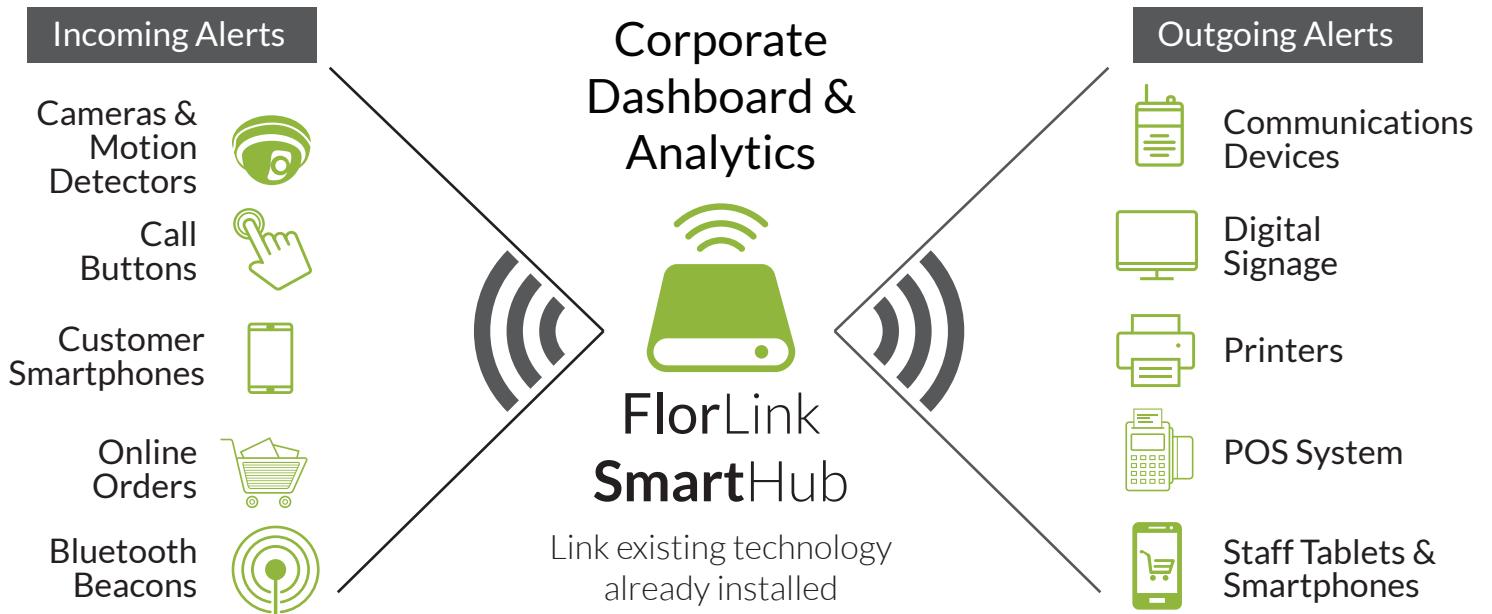 Incoming Alerts
Cameras &
Motion
Detectors
Call
Buttons
Customer
Smartphones
Online
Orders
Bluetooth
Beacons
Corporate
Dashboard &
Analytics
FlorLink
SmartHub
Link existing technology
already installed
Outgoing Alerts
Communications
Devices
Digital
Signage
Printers
POS System
Staff Tablets &
Smartphones